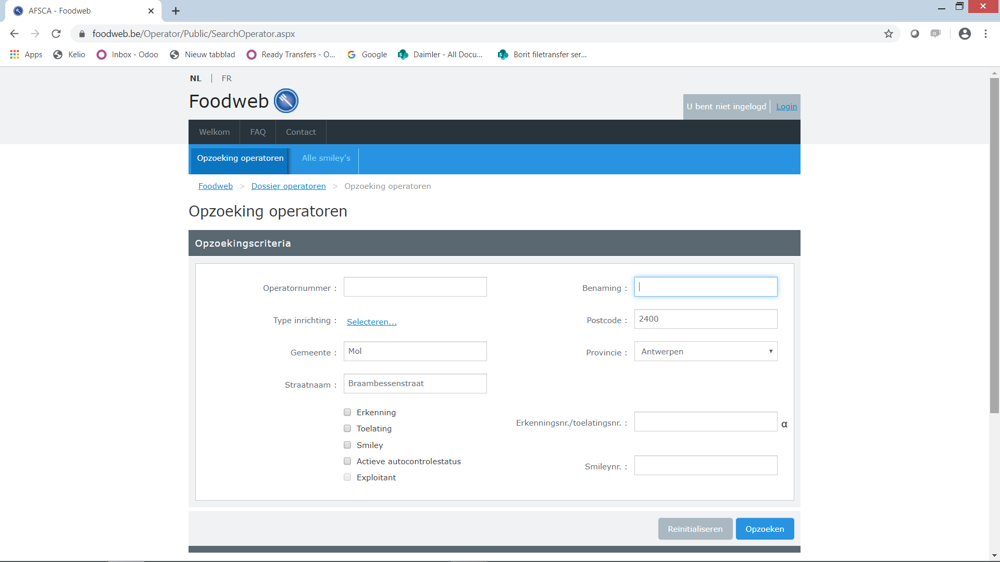 AFSCA - Foodweb
foodweb.be/Operator/Public/SearchOperator.aspx
Apps Kelio Inbox - Odoo Nieuw tabblad Ready Transfers - O... Google Daimler - All Docu... Borit filetransfer ser...
NL FR
Foodweb
U bent niet ingelogd Login
Welkom FAQ Contact
Opzoeking operatoren Alle smiley's
Foodweb > Dossier operatoren > Opzoeking operatoren
Opzoeking operatoren
Opzoekingscriteria
Operatornummer : Benaming :
Type inrichting : Selecteren... Postcode : 2400
Gemeente : Mol Provincie : Antwerpen
Straatnaam : Braambessenstraat
Erkenning
Erkenningsnr./toelatingsnr. : α
Toelating
Smiley
Actieve autocontrolestatus
Smileynr. :
Exploitant
Reïnitialiseren Opzoeken